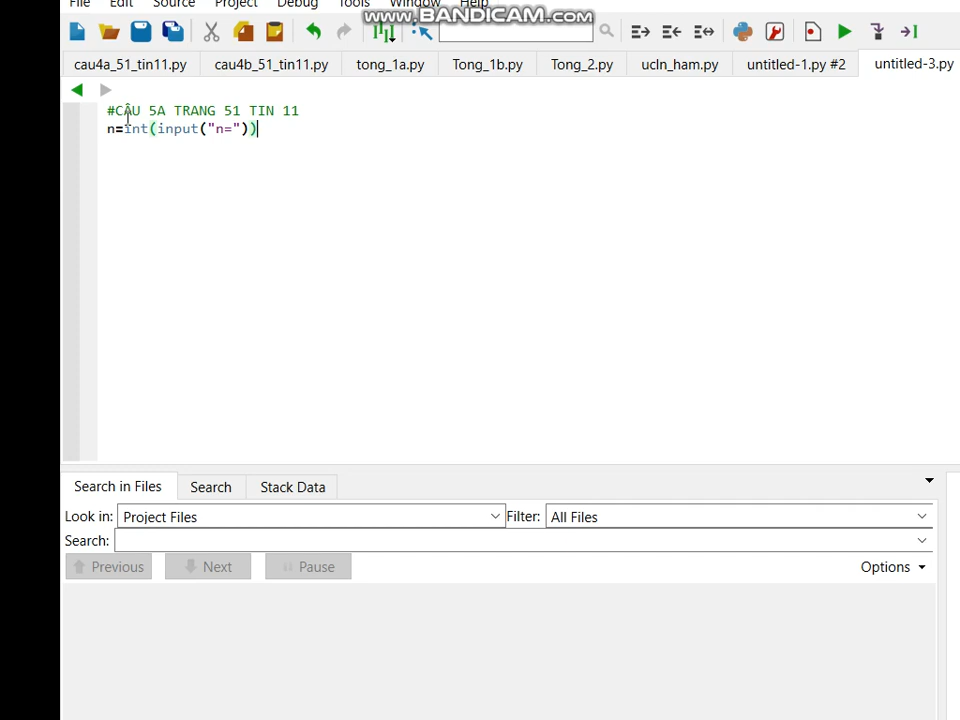 File Edit Source Project Debug Tools Window Help
www.BANDICAM.com
cau4a_51_tin11.py cau4b_51_tin11.py tong_1a.py Tong_1b.py Tong_2.py ucln_ham.py untitled-1.py #2 untitled-3.py
#CÂU 5A TRANG 51 TIN 11
n=int(input("n="))
Search in Files Search Stack Data
Look in: Project Files Filter: All Files
Search:
Previous Next Pause Options